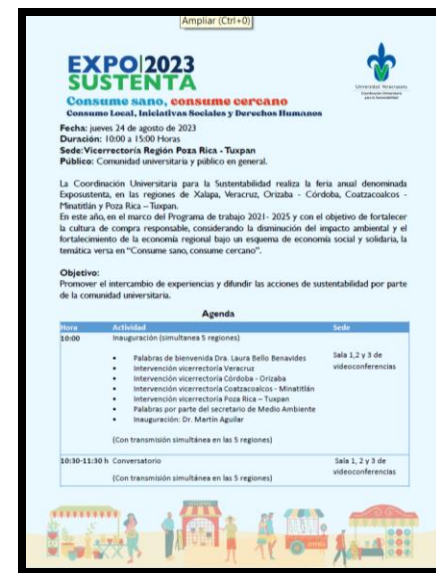 Ampliar (Ctrl+0)
EXPO|2023
SUSTENTA
Consume sano, consume cercano
Consumo Local, Iniciativas Sociales y Derechos Humanos
Universidad Veracruzana
Coordinación Universitaria
para la Sustentabilidad
Fecha: jueves 24 de agosto de 2023
Duración: 10:00 a 15:00 Horas
Sede:Vicerrectoría Región Poza Rica - Tuxpan
Público: Comunidad universitaria y público en general.
La Coordinación Universitaria para la Sustentabilidad realiza la feria anual denominada
Exposustenta, en las regiones de Xalapa, Veracruz, Orizaba - Córdoba, Coatzacoalcos -
Minatitlán y Poza Rica – Tuxpan.
En este año, en el marco del Programa de trabajo 2021- 2025 y con el objetivo de fortalecer
la cultura de compra responsable, considerando la disminución del impacto ambiental y el
fortalecimiento de la economía regional bajo un esquema de economía social y solidaria, la
temática versa en “Consume sano, consume cercano”.
Objetivo:
Promover el intercambio de experiencias y difundir las acciones de sustentabilidad por parte
de la comunidad universitaria.
Agenda
Hora Actividad Sede
10:00 Inauguración (simultanea 5 regiones)
• Palabras de bienvenida Dra. Laura Bello Benavides
• Intervención vicerrectoría Veracruz
• Intervención vicerrectoría Córdoba - Orizaba
• Intervención vicerrectoría Coatzacoalcos - Minatitlán
• Intervención vicerrectoría Poza Rica – Tuxpan
• Palabras por parte del secretario de Medio Ambiente
• Inauguración: Dr. Martín Aguilar
Sala 1,2 y 3 de
videoconferencias
(Con transmisión simultánea en las 5 regiones)
10:30-11:30 h Conversatorio
Sala 1, 2 y 3 de
videoconferencias
(Con transmisión simultánea en las 5 regiones)